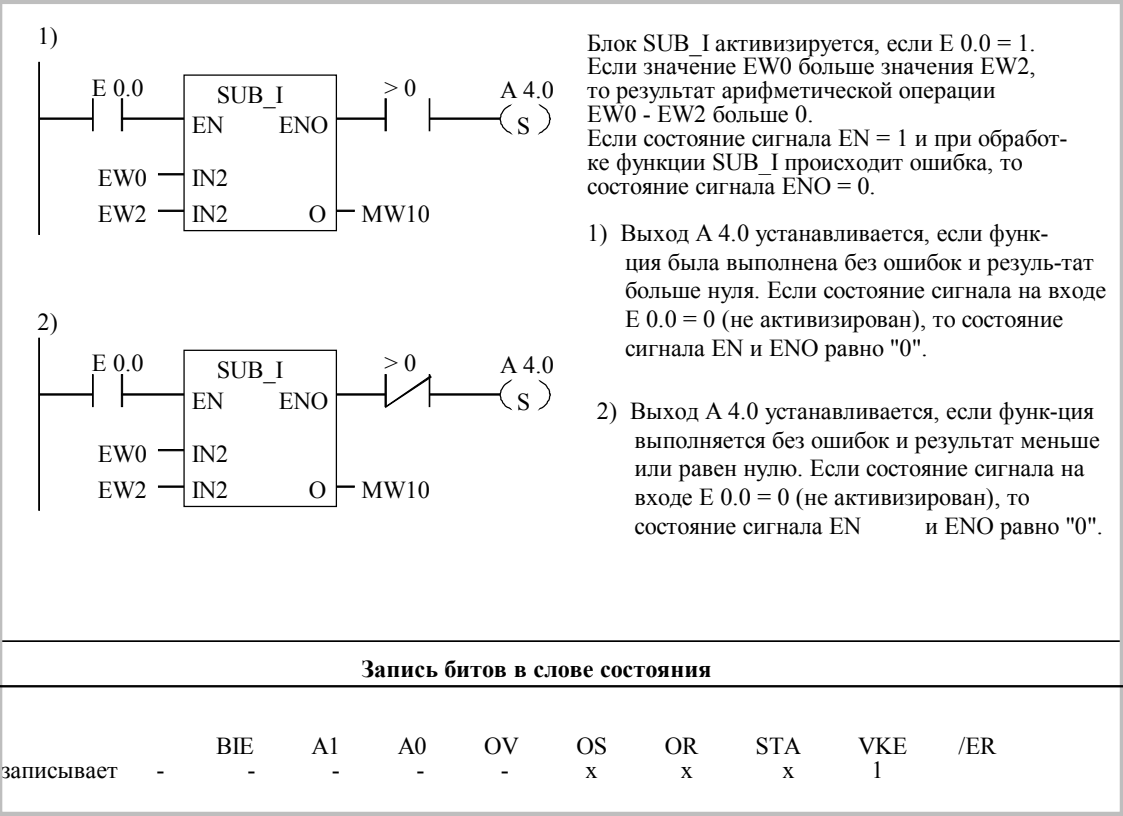 1)
E 0.0
SUB_I
> 0
A 4.0
EN
ENO
S
EW0
IN2
EW2
IN2
O
MW10
Блок SUB_I активизируется, если E 0.0 = 1.
Если значение EW0 больше значения EW2,
то результат арифметической операции
EW0 - EW2 больше 0.
Если состояние сигнала EN = 1 и при обработ-
ке функции SUB_I происходит ошибка, то
состояние сигнала ENO = 0.
1) Выход A 4.0 устанавливается, если функ-
ция была выполнена без ошибок и резуль-тат
больше нуля. Если состояние сигнала на входе
E 0.0 = 0 (не активизирован), то состояние
сигнала EN и ENO равно "0".
2)
E 0.0
SUB_I
> 0
A 4.0
EN
ENO
S
EW0
IN2
EW2
IN2
O
MW10
2) Выход A 4.0 устанавливается, если функ-ция
выполняется без ошибок и результат меньше
или равен нулю. Если состояние сигнала на
входе E 0.0 = 0 (не активизирован), то
состояние сигнала EN и ENO равно "0".
Запись битов в слове состояния
BIE A1 A0 OV OS OR STA VKE /ER
записывает - - - - - x x x 1